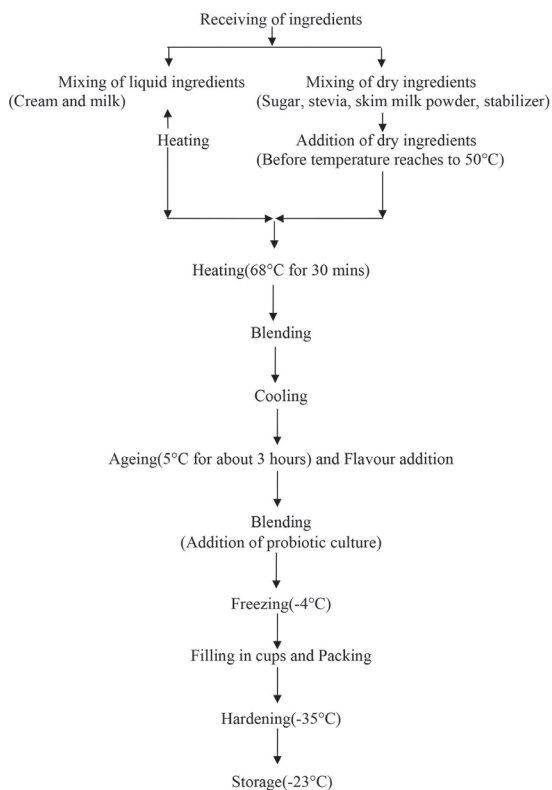 Receiving of ingredients
Mixing of liquid ingredients
(Cream and milk)
Heating
Mixing of dry ingredients
(Sugar, stevia, skim milk powder, stabilizer)
Addition of dry ingredients
(Before temperature reaches to 50°C)
Heating(68°C for 30 mins)
Blending
Cooling
Ageing(5°C for about 3 hours) and Flavour addition
Blending
(Addition of probiotic culture)
Freezing(-4°C)
Filling in cups and Packing
Hardening(-35°C)
Storage(-23°C)